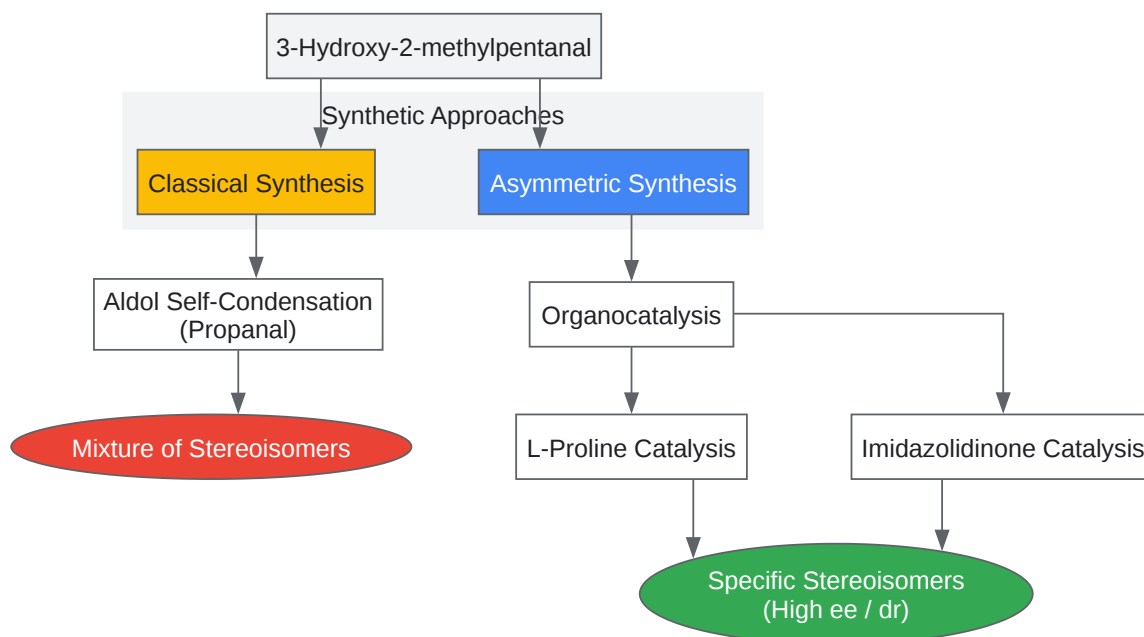 3-Hydroxy-2-methylpentanal
Synthetic Approaches
Classical Synthesis
Asymmetric Synthesis
Aldol Self-Condensation
(Propanal)
Organocatalysis
Mixture of Stereoisomers
L-Proline Catalysis
Imidazolidinone Catalysis
Specific Stereoisomers
(High ee / dr)